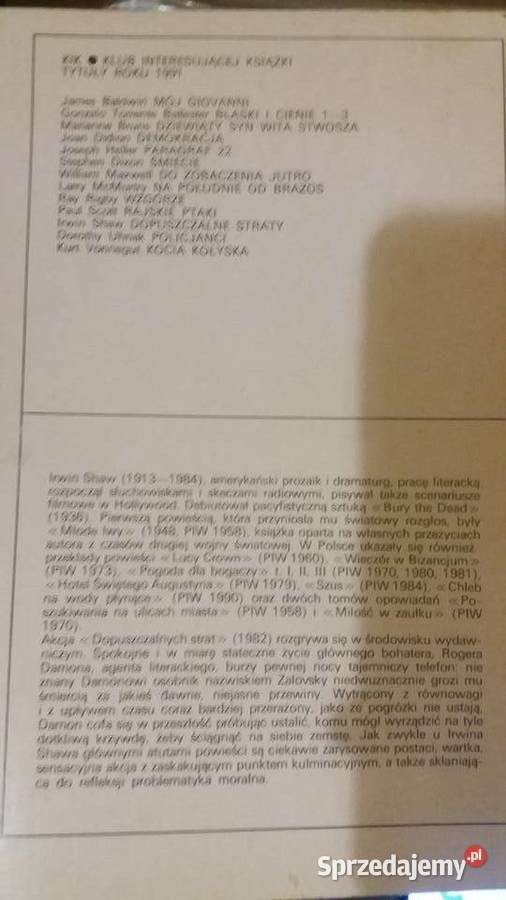 KIK ● KLUB INTERESUJĄCEJ KSIĄŻKI
TYTUŁY ROKU 1991
James Baldwin MÓJ GIOVANNI
Gonzalo Torrente Ballester BLASKI I CIENIE 1—3
Marianne Bruns DZIEWIĄTY SYN WITA STWOSZA
Joan Didion DEMOKRACJA
Joseph Heller PARAGRAF 22
Stephen Dixon ŚMIECIE
William Maxwell DO ZOBACZENIA JUTRO
Larry McMurtry NA POŁUDNIE OD BRAZOS
Ray Rigby WZGÓRZE
Paul Scott RAJSKIE PTAKI
Irwin Shaw DOPUSZCZALNE STRATY
Dorothy Uhnak POLICJANCI
Kurt Vonnegut KOCIA KOŁYSKA
Irwin Shaw (1913—1984), amerykański prozaik i dramaturg, pracę literacką
rozpoczął słuchowiskami i skeczami radiowymi, pisywał także scenariusze
filmowe w Hollywood. Debiutował pacyfistyczną sztuką «Bury the Dead»
(1936). Pierwszą powieścią, która przyniosła mu światowy rozgłos, były
«Młode lwy» (1948, PIW 1958), książka oparta na własnych przeżyciach
autora z czasów drugiej wojny światowej. W Polsce ukazały się również
przekłady powieści «Lucy Crown» (PIW 1960), «Wieczór w Bizancjum»
(PIW 1973), «Pogoda dla bogaczy» t. I, II, III (PIW 1970, 1980, 1981),
«Hotel Świętego Augustyna» (PIW 1979), «Szus» (PIW 1984), «Chleb
na wody płynące» (PIW 1990) oraz dwóch tomów opowiadań «Po-
szukiwania na ulicach miasta» (PIW 1958) i «Miłość w zaułku» (PIW
1970).
Akcja «Dopuszczalnych strat» (1982) rozgrywa się w środowisku wydaw-
niczym. Spokojne i w miarę stateczne życie głównego bohatera, Rogera
Damona, agenta literackiego, burzy pewnej nocy tajemniczy telefon: nie
znany Damonowi osobnik nazwiskiem Zalovsky niedwuznacznie grozi mu
śmiercią za jakieś dawne, niejasne przewiny. Wytrącony z równowagi
i z upływem czasu coraz bardziej przerażony, jako że pogróżki nie ustają,
Damon cofa się w przeszłość próbując ustalić, komu mógł wyrządzić na tyle
dotkliwą krzywdę, żeby ściągnąć na siebie zemstę. Jak zwykle u Irwina
Shawa głównymi atutami powieści są ciekawie zarysowane postaci, wartka,
sensacyjna akcja z zaskakującym punktem kulminacyjnym, a także skłaniają-
ca do refleksji problematyka moralna.
Sprzedajemy.pl